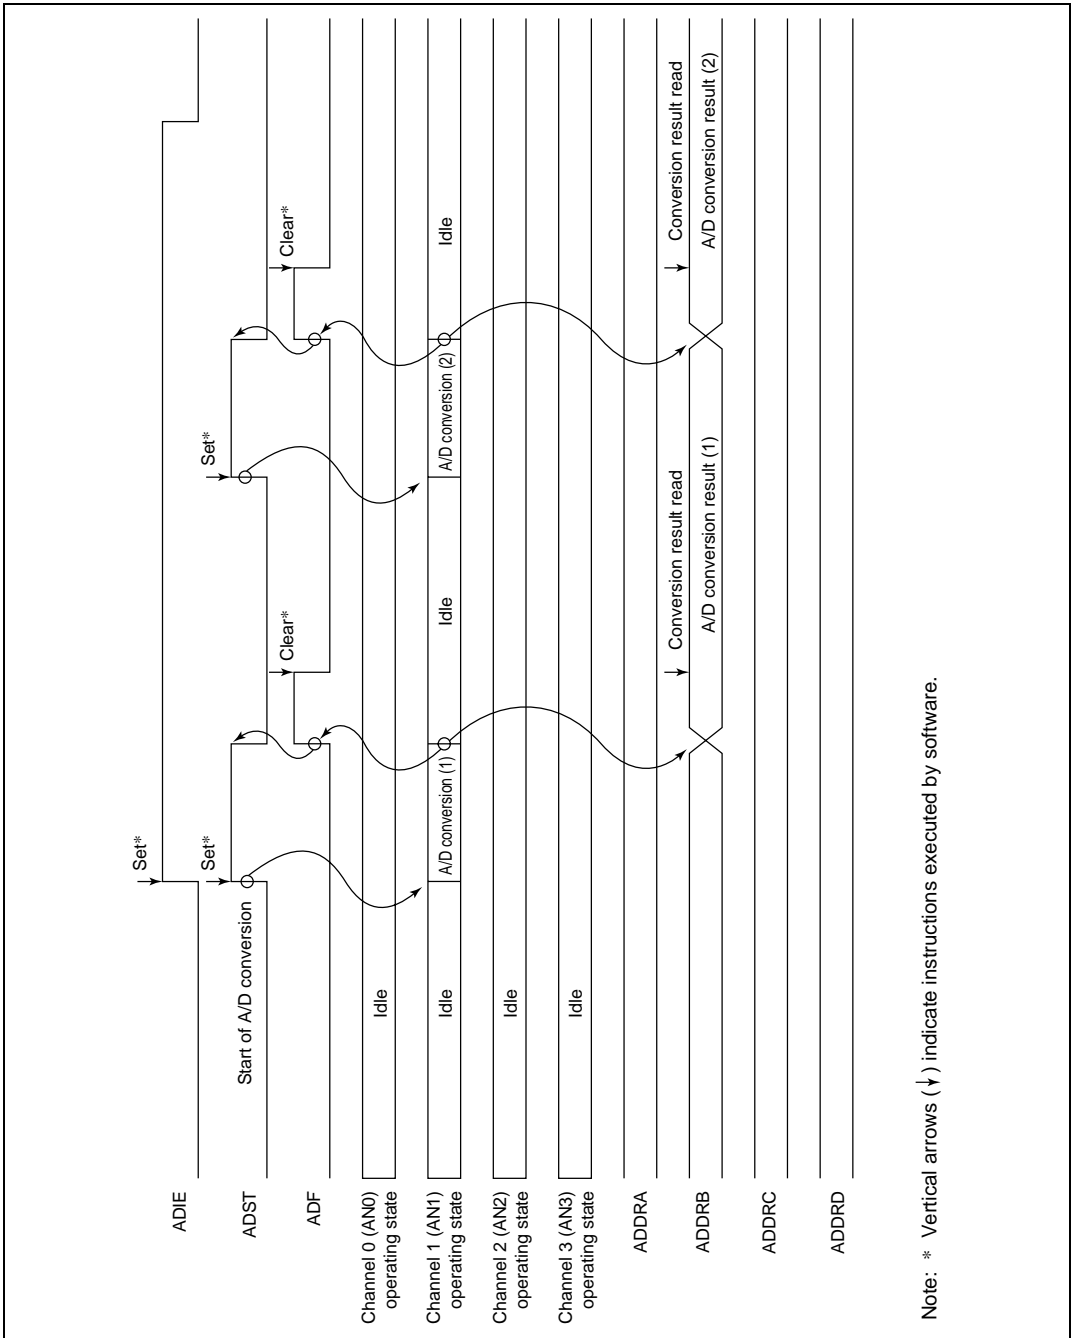 Set*
ADIE
Set*
Set*
ADST
Start of A/D conversion
Clear*
Clear*
ADF
Channel 0 (AN0)
operating state
Idle
Channel 1 (AN1)
operating state
Idle
A/D conversion (1)
Idle
A/D conversion (2)
Idle
Channel 2 (AN2)
operating state
Idle
Channel 3 (AN3)
operating state
Idle
ADDRA
Conversion result read
Conversion result read
ADDRB
A/D conversion result (1)
A/D conversion result (2)
ADDRC
ADDRD
Note: * Vertical arrows (↓) indicate instructions executed by software.